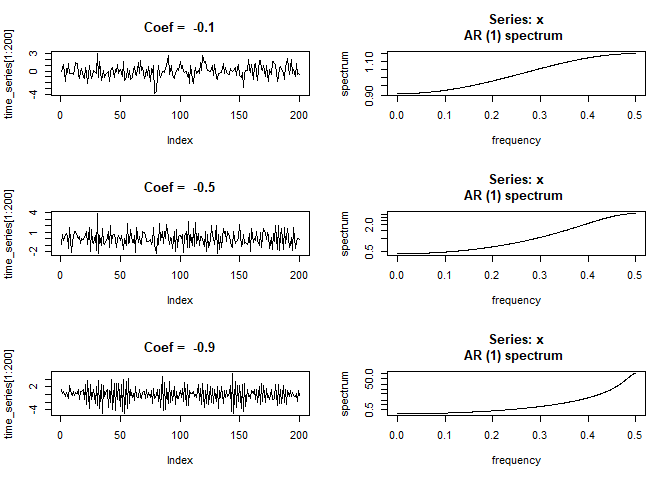 Coef = -0.1
time_series[1:200]
3
0
-4
0
50
100
150
200
Index
Series: x
AR (1) spectrum
spectrum
1.10
0.90
0.0
0.1
0.2
0.3
0.4
0.5
frequency
Coef = -0.5
time_series[1:200]
4
1
-2
0
50
100
150
200
Index
Series: x
AR (1) spectrum
spectrum
2.0
0.5
0.0
0.1
0.2
0.3
0.4
0.5
frequency
Coef = -0.9
time_series[1:200]
2
-4
0
50
100
150
200
Index
Series: x
AR (1) spectrum
spectrum
50.0
5.0
0.5
0.0
0.1
0.2
0.3
0.4
0.5
frequency